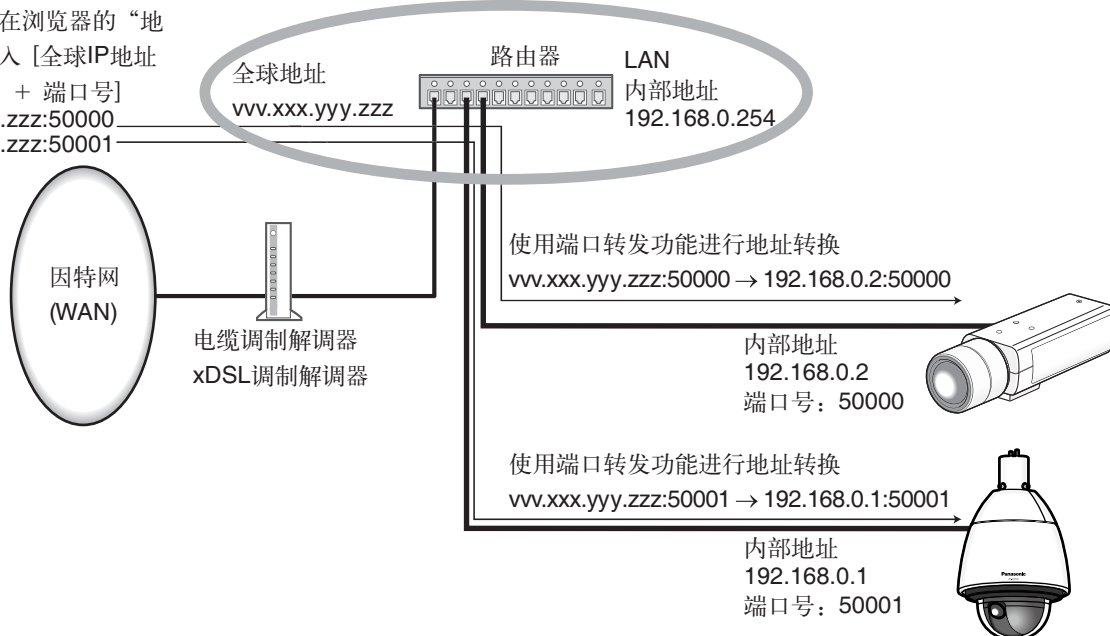 在浏览器的“地
入 [全球IP地址
+ 端口号]
.zzz:50000
.zzz:50001
全球地址
vvv.xxx.yyy.zzz
路由器
LAN
内部地址
192.168.0.254
因特网
(WAN)
电缆调制解调器
xDSL调制解调器
使用端口转发功能进行地址转换
vvv.xxx.yyy.zzz:50000 → 192.168.0.2:50000
内部地址
192.168.0.2
端口号：50000
使用端口转发功能进行地址转换
vvv.xxx.yyy.zzz:50001 → 192.168.0.1:50001
内部地址
192.168.0.1
端口号：50001
Panasonic